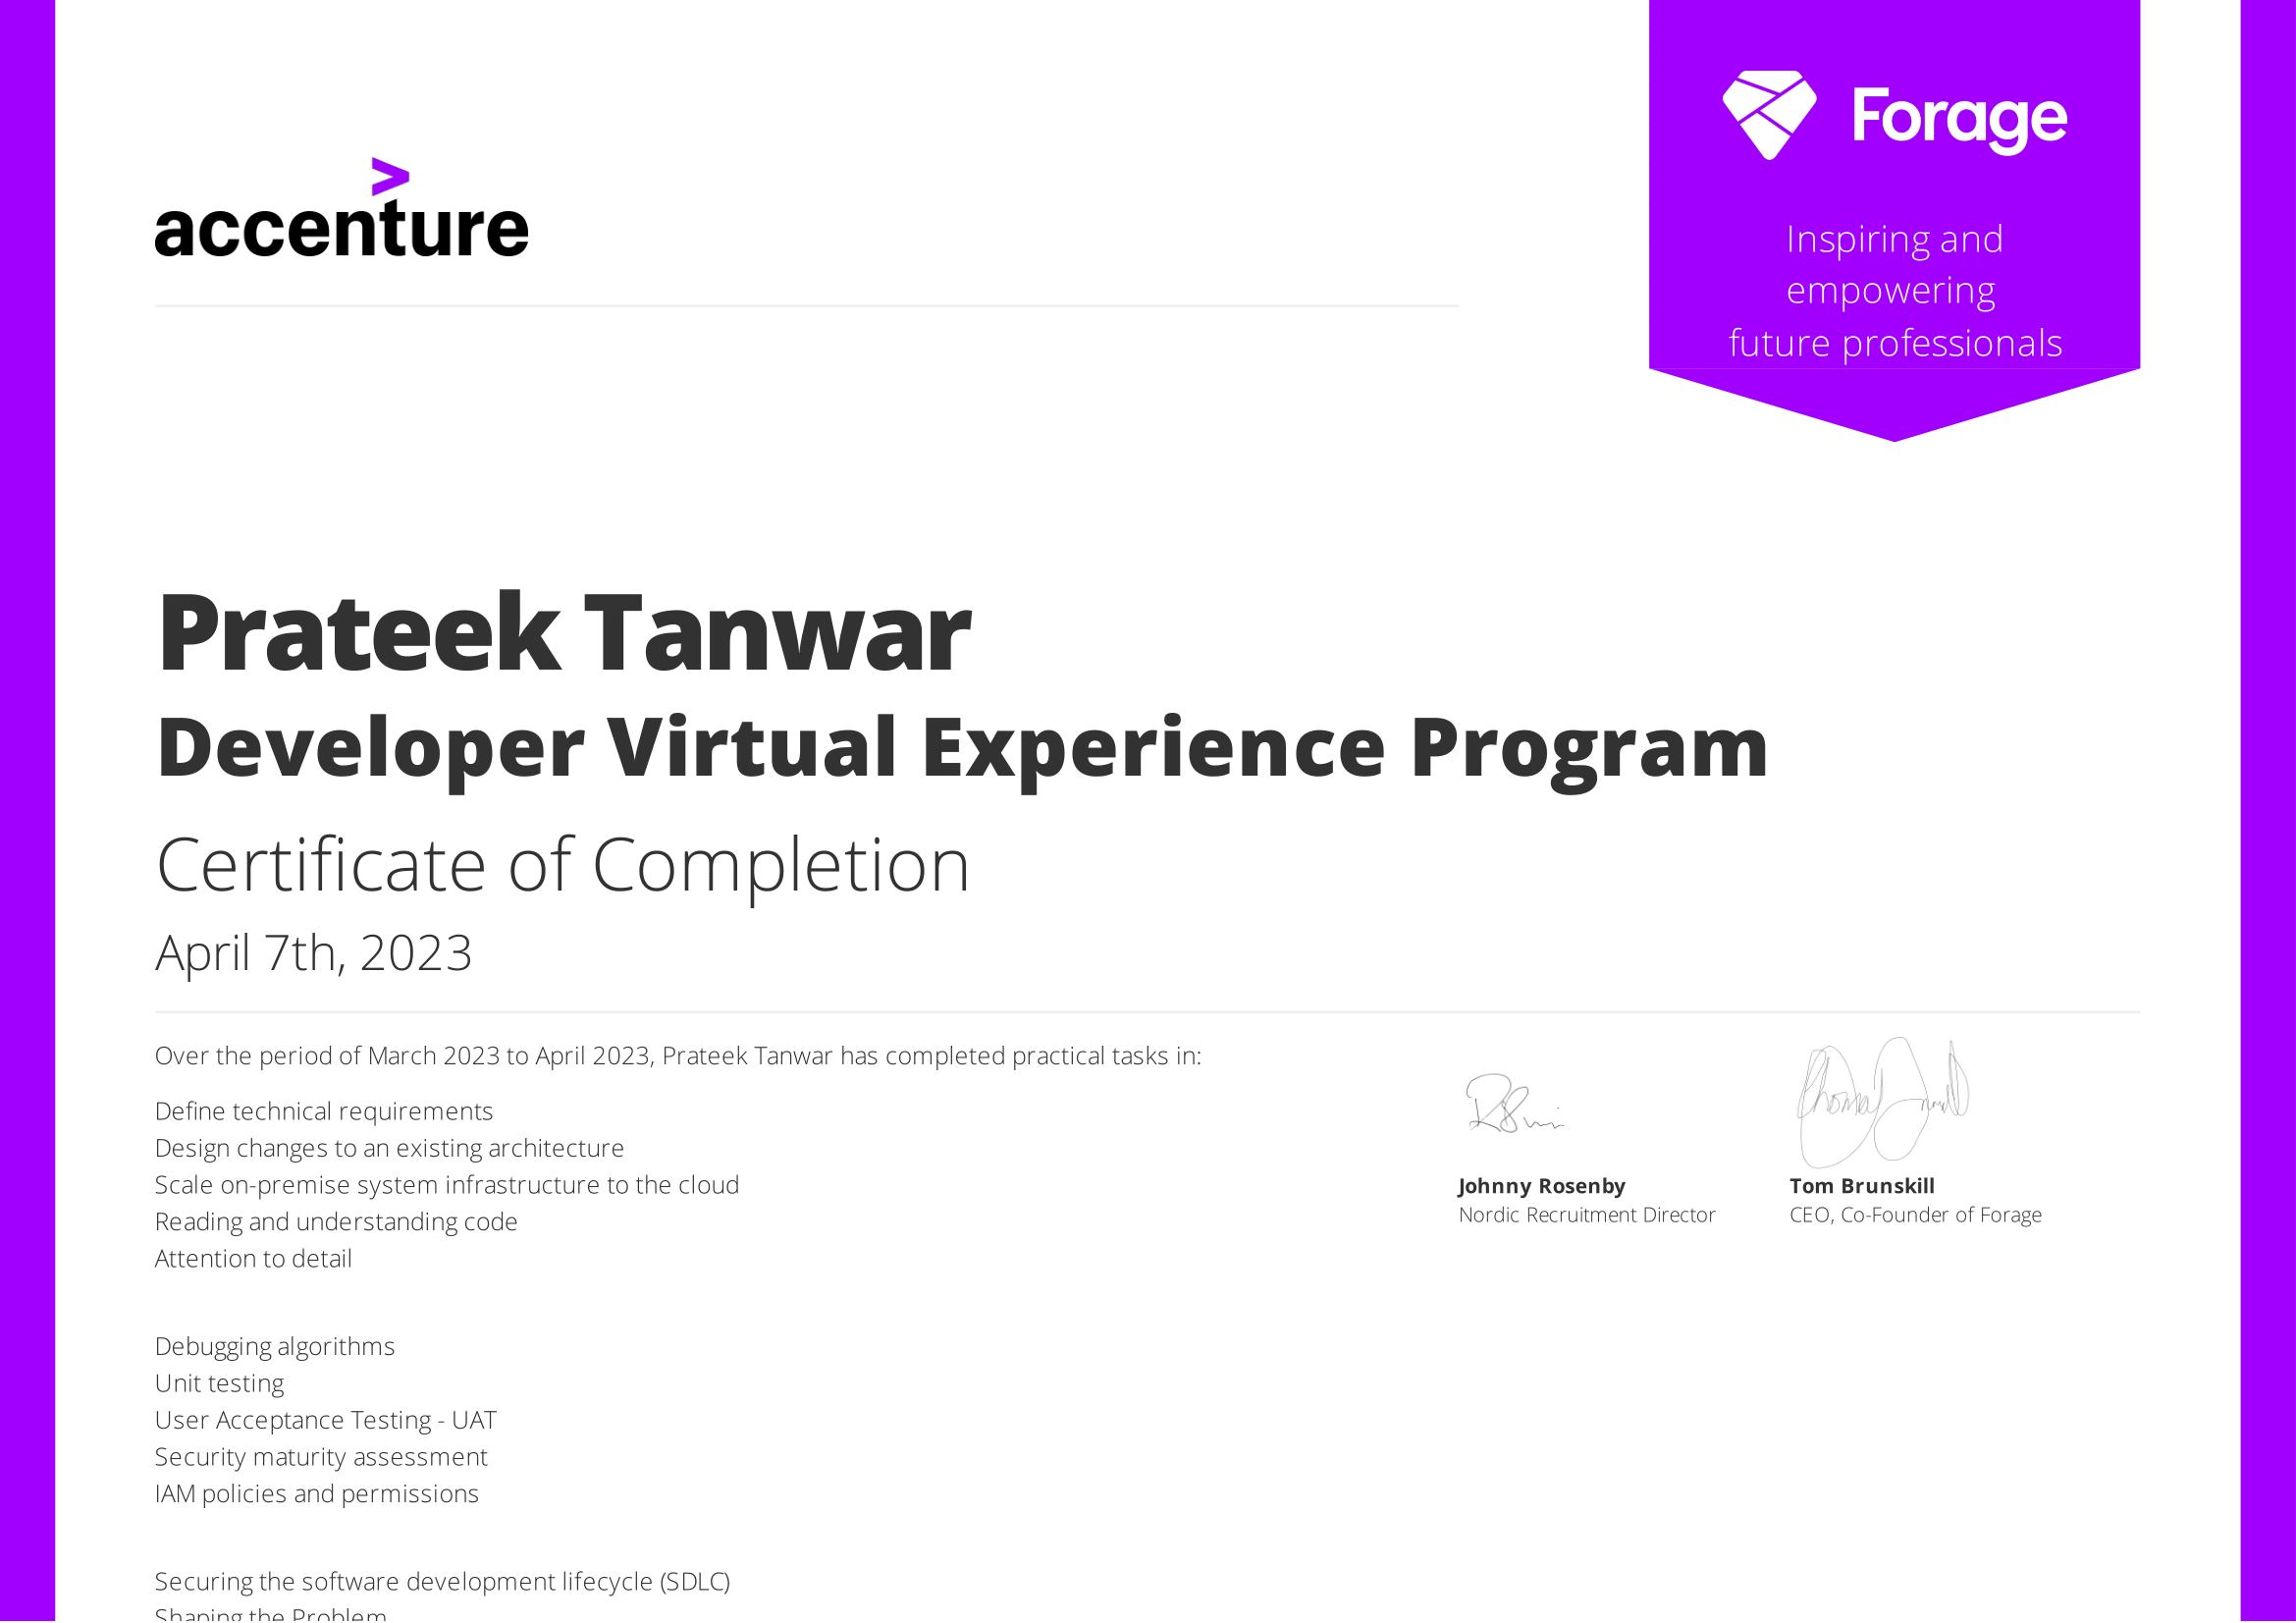 accenture
>
Forage
Inspiring and
empowering
future professionals
Prateek Tanwar
Developer Virtual Experience Program
Certificate of Completion
April 7th, 2023
Over the period of March 2023 to April 2023, Prateek Tanwar has completed practical tasks in:
Define technical requirements
Design changes to an existing architecture
Scale on-premise system infrastructure to the cloud
Reading and understanding code
Attention to detail
Debugging algorithms
Unit testing
User Acceptance Testing - UAT
Security maturity assessment
IAM policies and permissions
Securing the software development lifecycle (SDLC)
Shaping the Problem
Johnny Rosenby
Nordic Recruitment Director
Tom Brunskill
CEO, Co-Founder of Forage